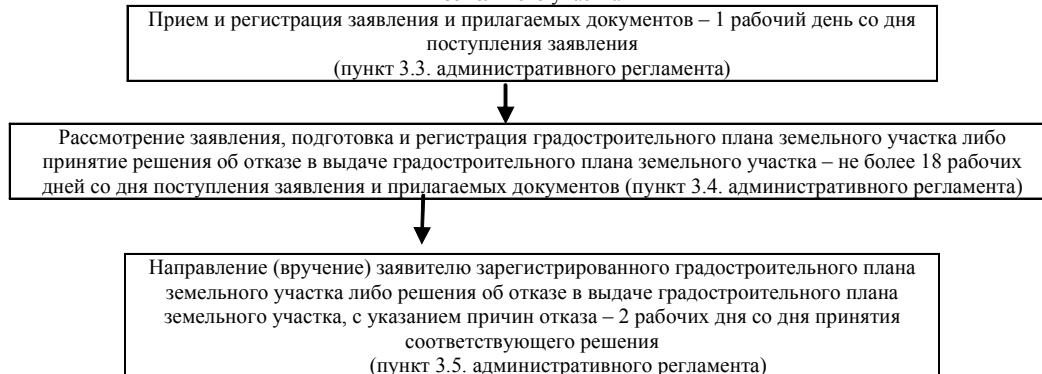 Прием и регистрация заявления и прилагаемых документов – 1 рабочий день со дня
поступления заявления
(пункт 3.3. административного регламента)
Рассмотрение заявления, подготовка и регистрация градостроительного плана земельного участка либо
принятие решения об отказе в выдаче градостроительного плана земельного участка – не более 18 рабочих
дней со дня поступления заявления и прилагаемых документов (пункт 3.4. административного регламента)
Направление (вручение) заявителю зарегистрированного градостроительного плана
земельного участка либо решения об отказе в выдаче градостроительного плана
земельного участка, с указанием причин отказа – 2 рабочих дня со дня принятия
соответствующего решения
(пункт 3.5. административного регламента)